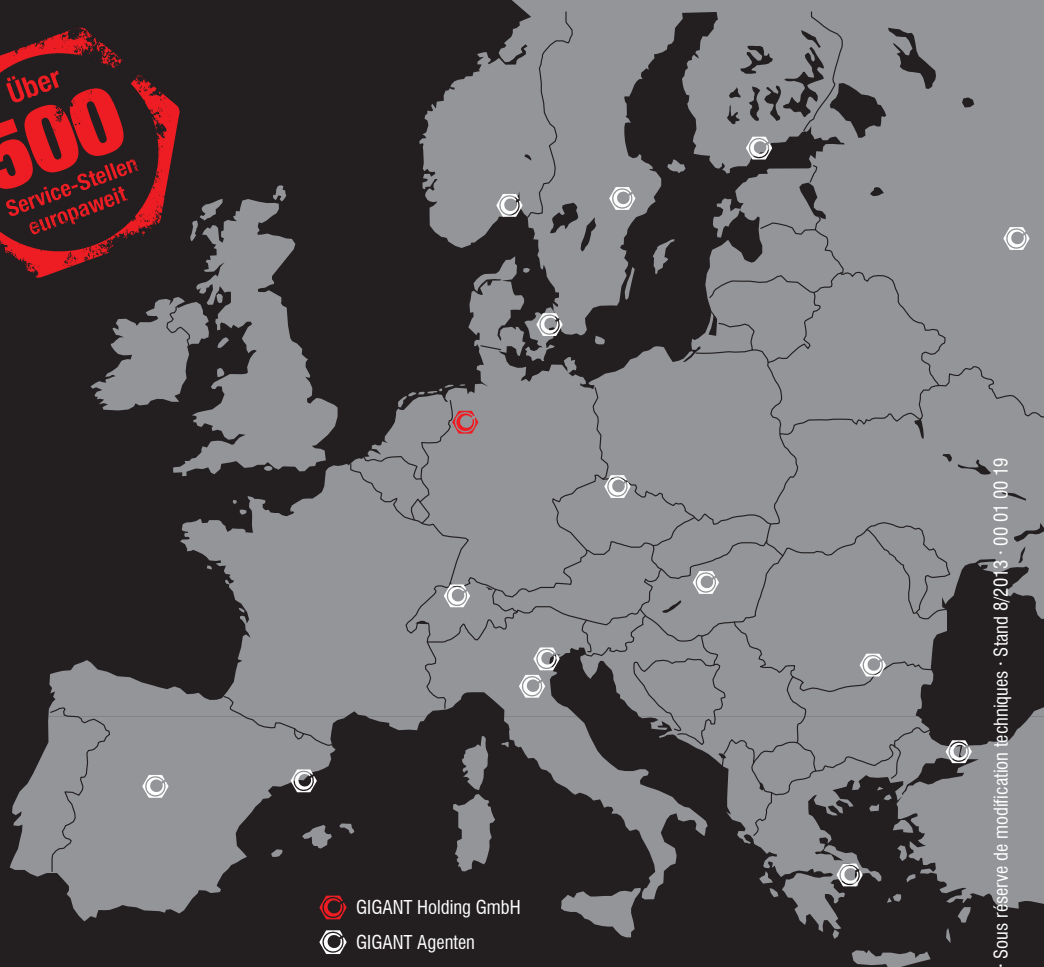 Über
500
Service-Stellen
europaweit
GIGANT Holding GmbH
GIGANT Agenten
· Sous réserve de modification techniques · Stand 8/2013 · 00 01 00 19